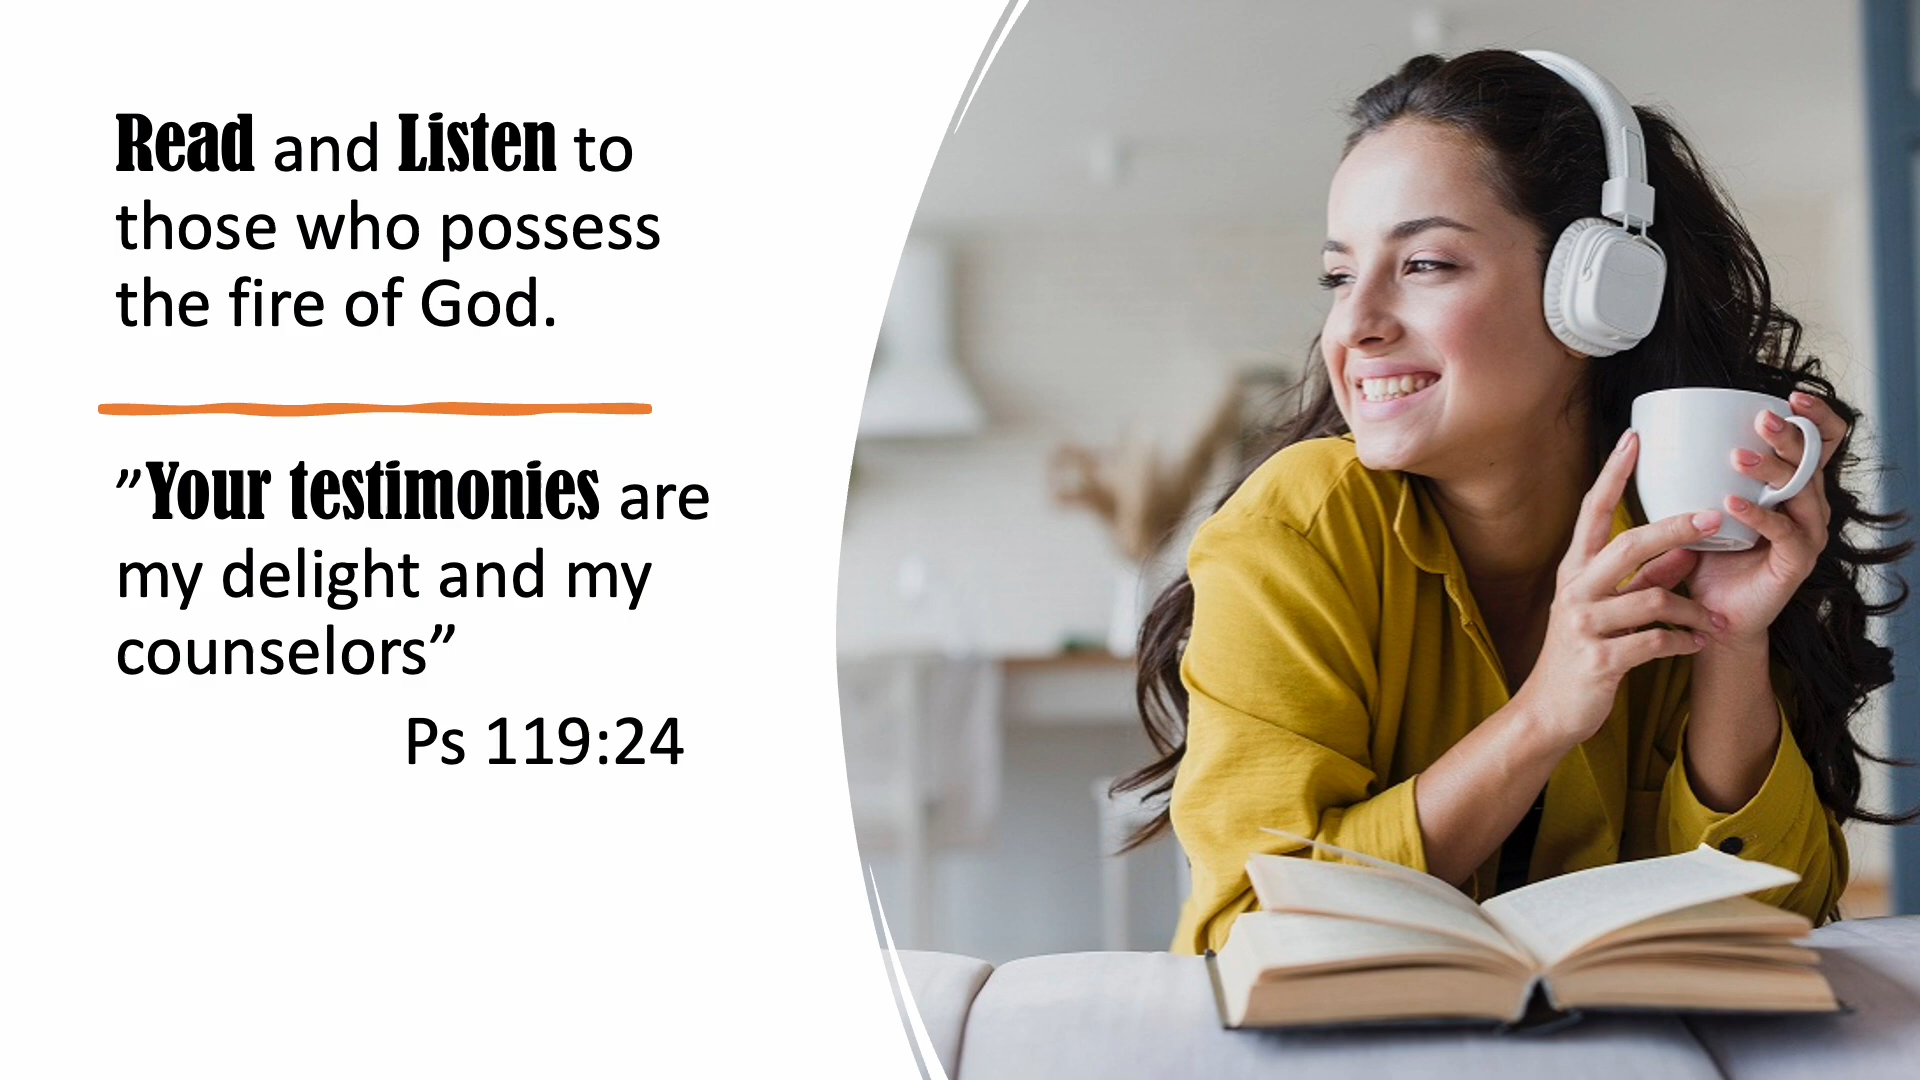 Read and Listen to
those who possess
the fire of God.
”Your testimonies are
my delight and my
counselors”
Ps 119:24